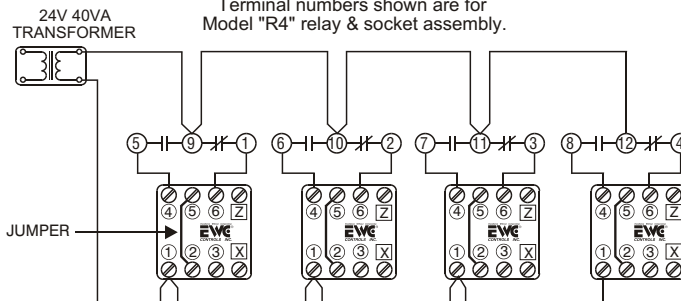 Terminal numbers shown are for
Model "R4" relay & socket assembly.
24V 40VA
TRANSFORMER
5 9 1 6 10 2 7 11 3 8 12 4
4 5 6 Z 4 5 6 Z 4 5 6 Z 4 5 6 Z
JUMPER
EWC EWC EWC EWC
CONTROLS INC. CONTROLS INC. CONTROLS INC. CONTROLS INC.
1 2 3 X 1 2 3 X 1 2 3 X 1 2 3 X